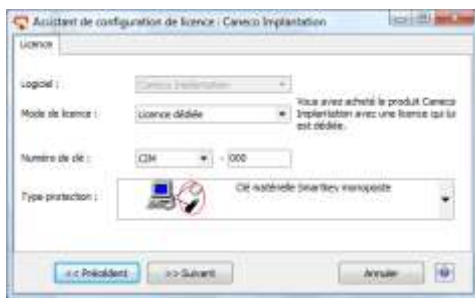 Assistant de configuration de licence : Caneco Implantation
Licence
Logiciel :
Caneco Implantation
Mode de licence :
Licence dédiée
Vous avez acheté le produit Caneco
Implantation avec une licence qui lui
est dédiée.
Numéro de clé :
CIM
- 000
Type protection :
Clé matérielle Smartkey monoposte
<< Précédent
>> Suivant
Annuler